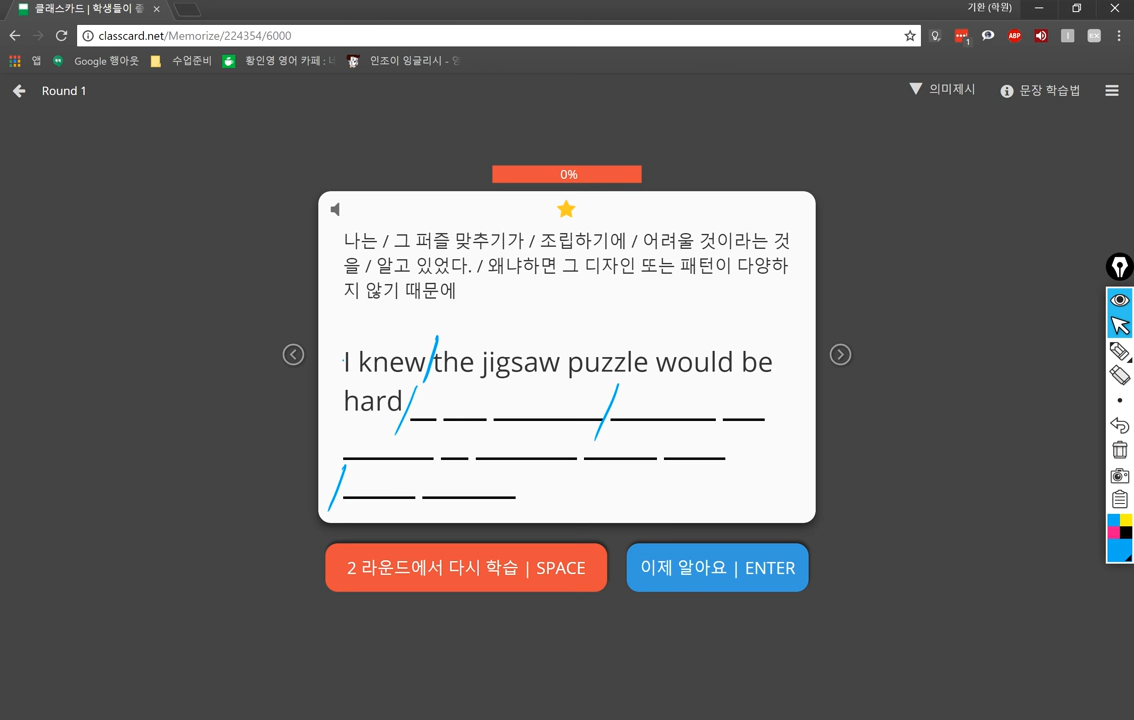 클래스카드 | 학생들이 즐
기환 (학원)
classcard.net/Memorize/224354/6000
ABP
1
앱 Google 행아웃 수업준비 황인영 영어 카페 : 네 인조이 잉글리시 - 영
Round 1
의미제시
문장 학습법
0%
나는 / 그 퍼즐 맞추기가 / 조립하기에 / 어려울 것이라는 것
을 / 알고 있었다. / 왜냐하면 그 디자인 또는 패턴이 다양하
지 않기 때문에
I knew the jigsaw puzzle would be
hard
2 라운드에서 다시 학습 | SPACE
이제 알아요 | ENTER